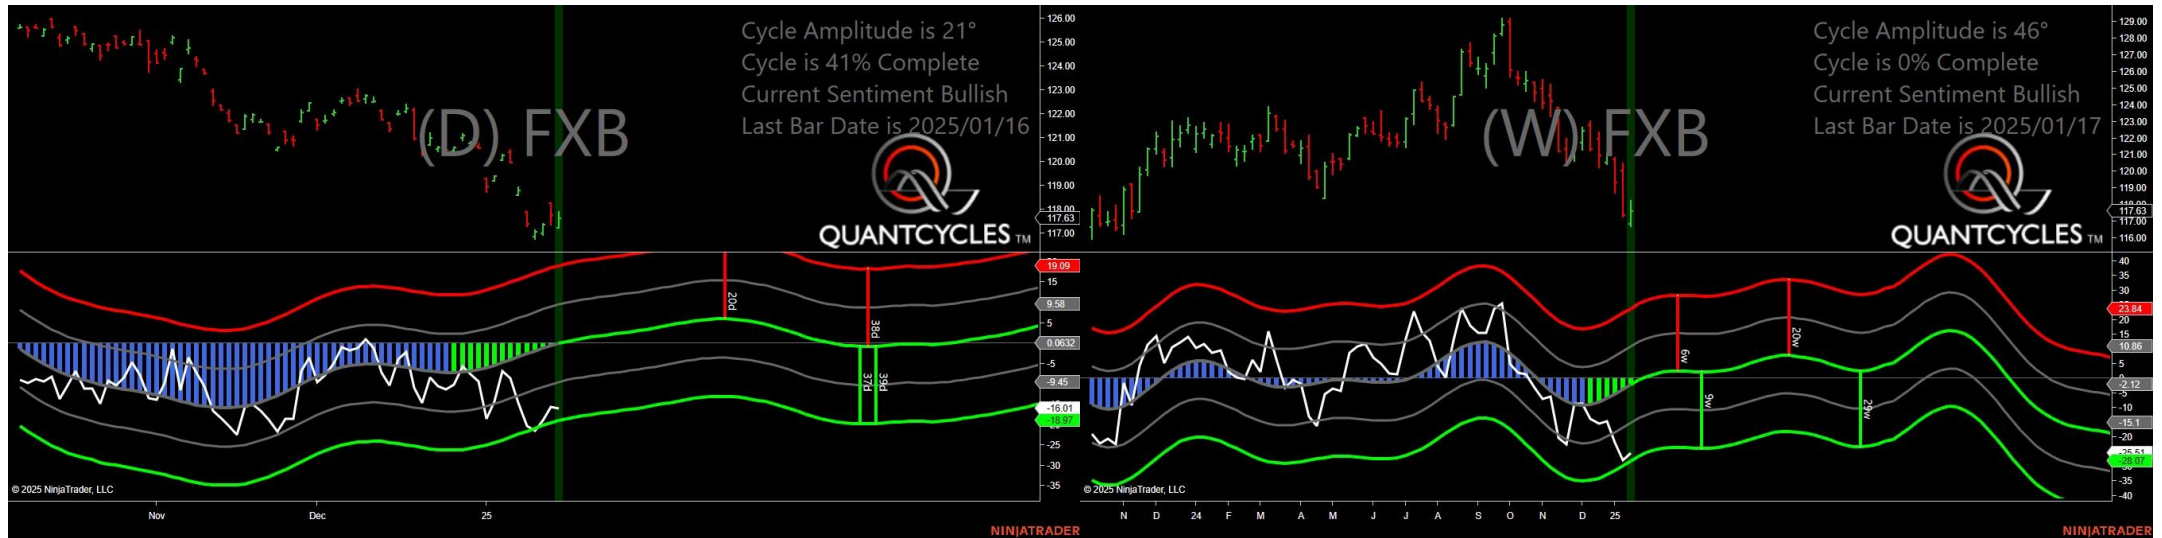 Cycle Amplitude is 21°
Cycle is 41% Complete
Current Sentiment Bullish
Last Bar Date is 2025/01/16
(D) FXB
QUANTCYCLES TM
126.00
125.00
124.00
123.00
122.00
121.00
120.00
119.00
118.00
117.63
117.00
19.09
15
9.58
5
0.0632
-5
-9.45
-16.01
-18.97
-25
-30
-35
20d
38d
37d
39d
© 2025 NinjaTrader, LLC
Nov
Dec
25
NINJATRADER
Cycle Amplitude is 46°
Cycle is 0% Complete
Current Sentiment Bullish
Last Bar Date is 2025/01/17
(W) FXB
QUANTCYCLES TM
129.00
128.00
127.00
126.00
125.00
124.00
123.00
122.00
121.00
120.00
119.00
117.63
117.00
116.00
40
35
30
23.84
20
15
10.86
5
-2.12
-5
-10
-15.1
-20
-25.51
-28.07
-35
-40
6w
9w
20w
29w
© 2025 NinjaTrader, LLC
N D 24 F M A M J J A S O N D 25
NINJATRADER